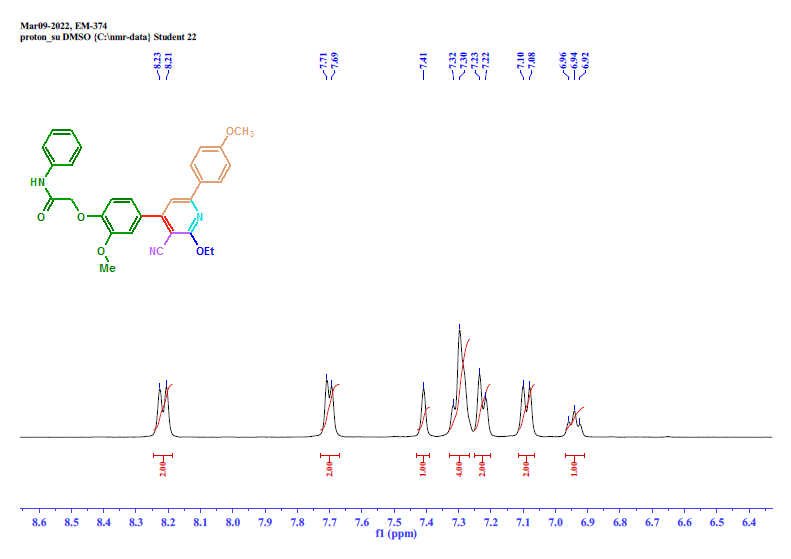 Mar09-2022, EM-374
proton_su DMSO {C:\nmr-data} Student 22
8.23
8.21
7.71
7.69
7.41
7.32
7.30
7.23
7.22
7.10
7.08
6.96
6.94
6.92
OCH3
HN
O
O
N
O
Me
NC
OEt
2.00
2.00
1.00
4.00
2.00
2.00
1.00
8.6 8.5 8.4 8.3 8.2 8.1 8.0 7.9 7.8 7.7 7.6 7.5 7.4 7.3 7.2 7.1 7.0 6.9 6.8 6.7 6.6 6.5 6.4
f1 (ppm)